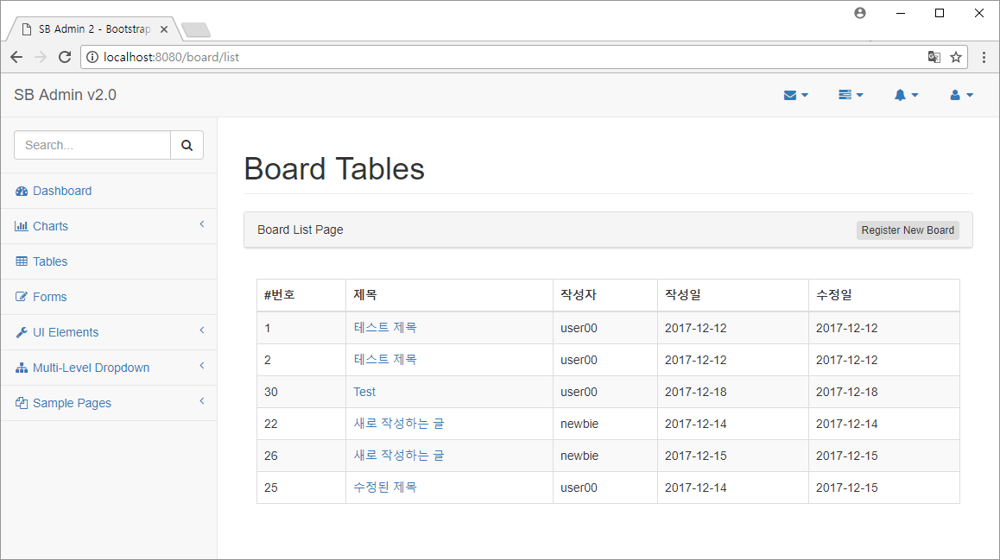 SB Admin 2 - Bootstrap
localhost:8080/board/list
SB Admin v2.0
Search...
Dashboard
Charts
Tables
Forms
UI Elements
Multi-Level Dropdown
Sample Pages
Board Tables
Board List Page Register New Board
#번호 제목 작성자 작성일 수정일
1 테스트 제목 user00 2017-12-12 2017-12-12
2 테스트 제목 user00 2017-12-12 2017-12-12
30 Test user00 2017-12-18 2017-12-18
22 새로 작성하는 글 newbie 2017-12-14 2017-12-14
26 새로 작성하는 글 newbie 2017-12-15 2017-12-15
25 수정된 제목 user00 2017-12-14 2017-12-15